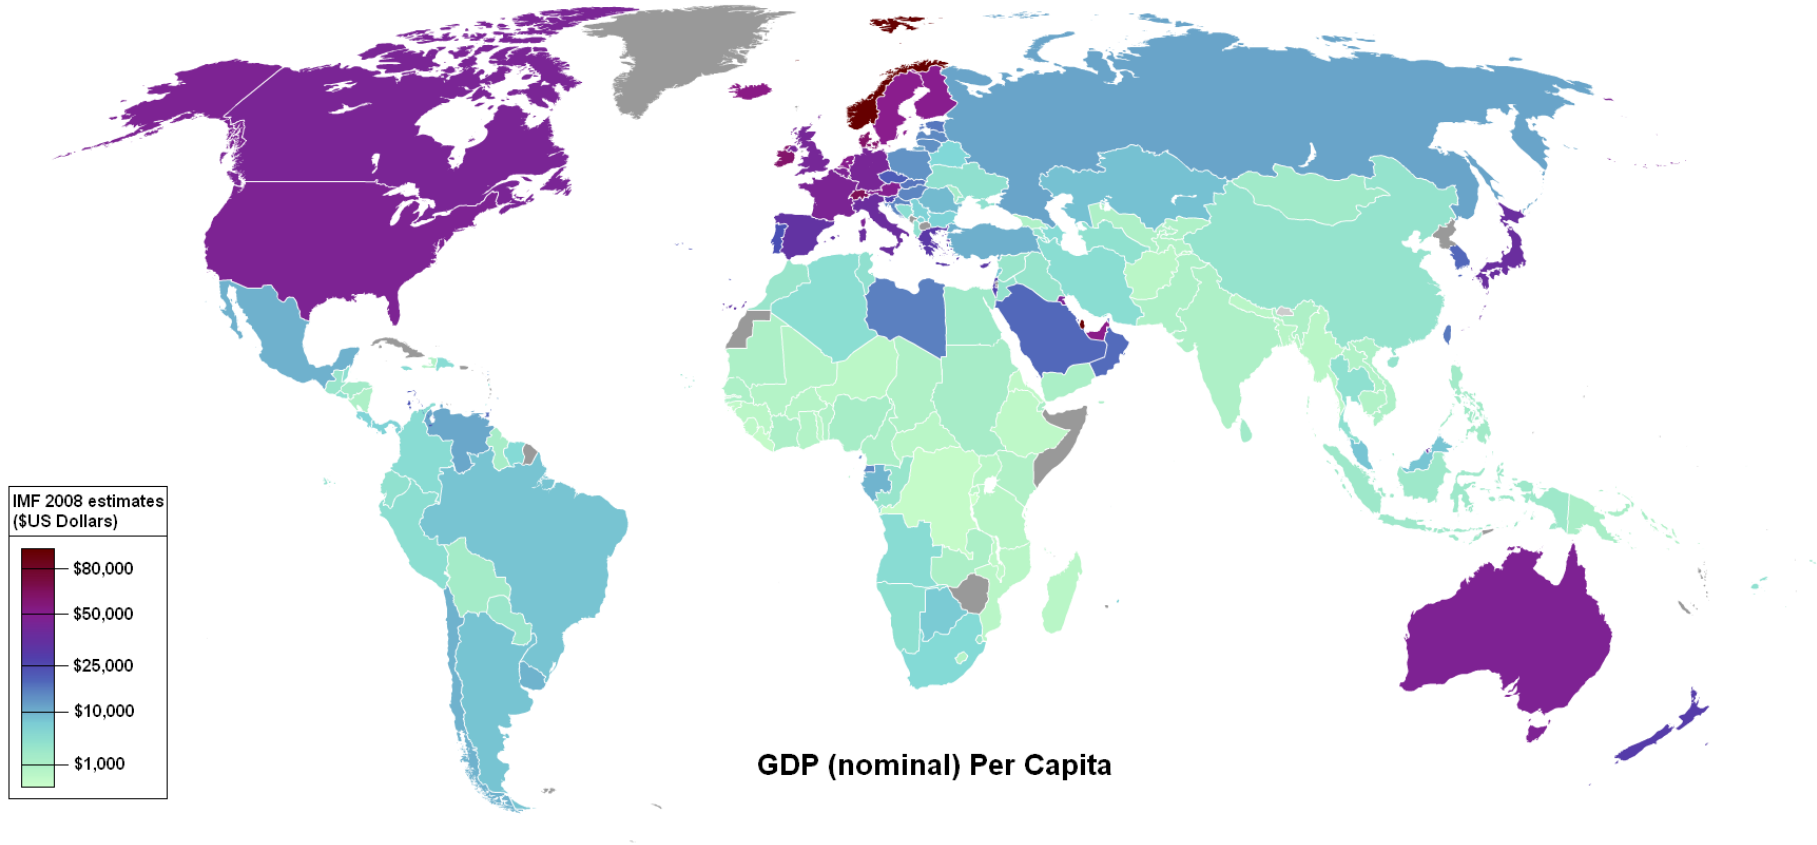 IMF 2008 estimates
($US Dollars)
$80,000
$50,000
$25,000
$10,000
$1,000
GDP (nominal) Per Capita